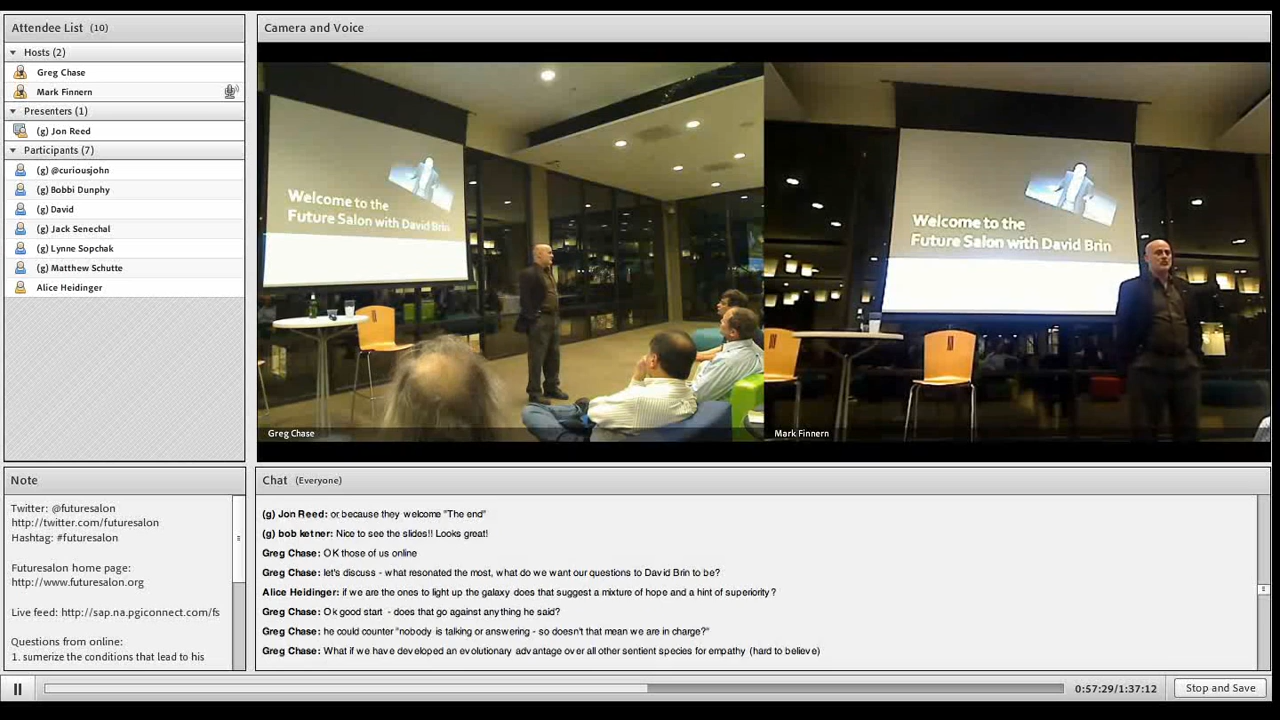 Attendee List (10)
Hosts (2)
Greg Chase
Mark Finnern
Presenters (1)
(g) Jon Reed
Participants (7)
(g) @curiousjohn
(g) Bobbi Dunphy
(g) David
(g) Jack Senechal
(g) Lynne Sopchak
(g) Matthew Schutte
Alice Heidinger
Camera and Voice
Welcome to the
Future Salon with David Brin
Greg Chase
Welcome to the
Future Salon with David Brin
Mark Finnern
Note
Twitter: @futuresalon
http://twitter.com/futuresalon
Hashtag: #futuresalon
Futuresalon home page:
http://www.futuresalon.org
Live feed: http://sap.na.pgiconnect.com/fs
Questions from online:
1. sumerize the conditions that lead to his
Chat (Everyone)
(g) Jon Reed: or because they welcome "The end"
(g) bob ketner: Nice to see the slides!! Looks great!
Greg Chase: OK those of us online
Greg Chase: let's discuss - what resonated the most, what do we want our questions to David Brin to be?
Alice Heidinger: if we are the ones to light up the galaxy does that suggest a mixture of hope and a hint of superiority?
Greg Chase: Ok good start - does that go against anything he said?
Greg Chase: he could counter "nobody is talking or answering - so doesn't that mean we are in charge?"
Greg Chase: What if we have developed an evolutionary advantage over all other sentient species for empathy (hard to believe)
0:57:29/1:37:12
Stop and Save